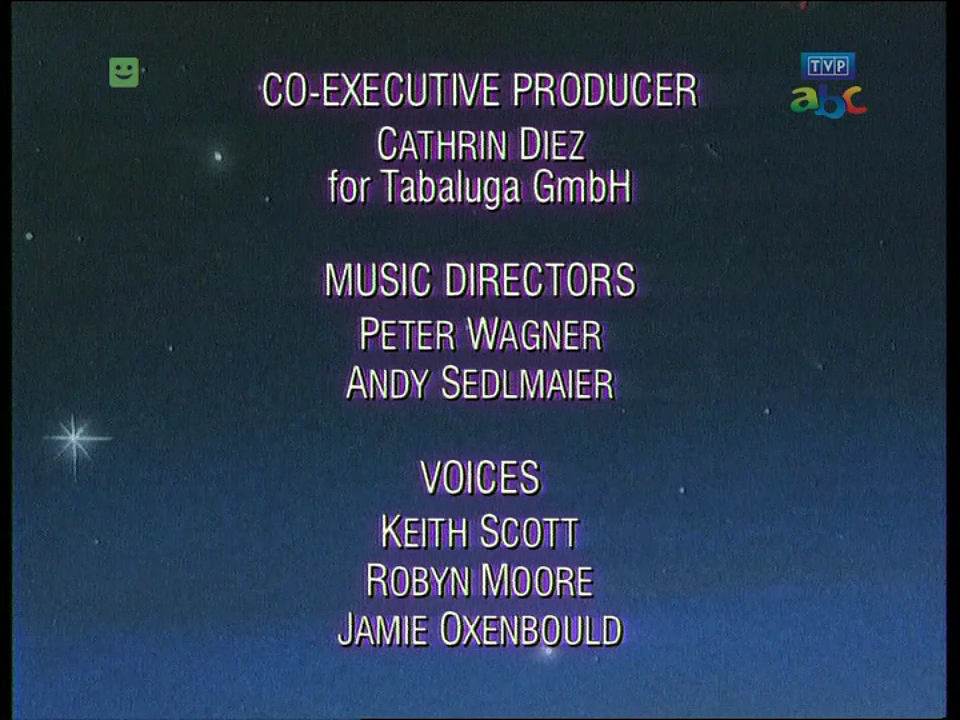 TVP
abc
CO-EXECUTIVE PRODUCER
CATHRIN DIEZ
for Tabaluga GmbH
MUSIC DIRECTORS
PETER WAGNER
ANDY SEDLMAIER
VOICES
KEITH SCOTT
ROBYN MOORE
JAMIE OXENBOULD